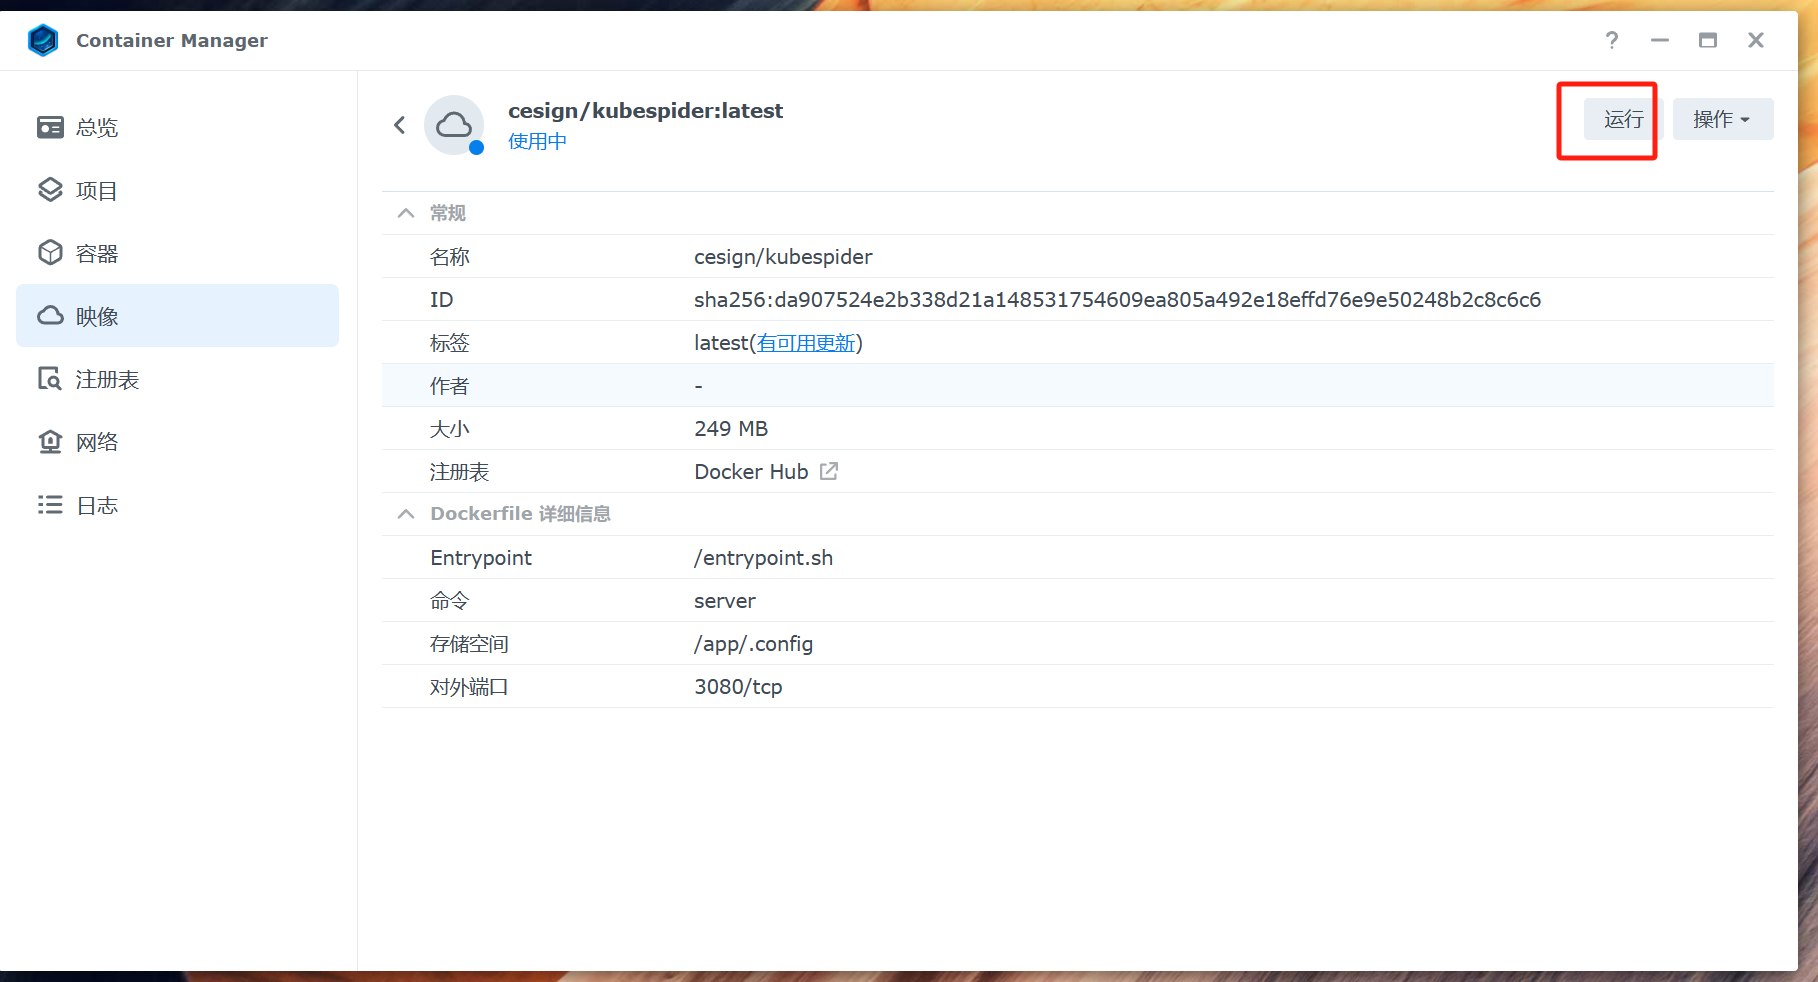 Container Manager
总览
项目
容器
映像
注册表
网络
日志
cesign/kubespider:latest
使用中
运行
操作
常规
名称 cesign/kubespider
ID sha256:da907524e2b338d21a148531754609ea805a492e18effd76e9e50248b2c8c6c6
标签 latest(有可用更新)
作者 -
大小 249 MB
注册表 Docker Hub
Dockerfile 详细信息
Entrypoint /entrypoint.sh
命令 server
存储空间 /app/.config
对外端口 3080/tcp